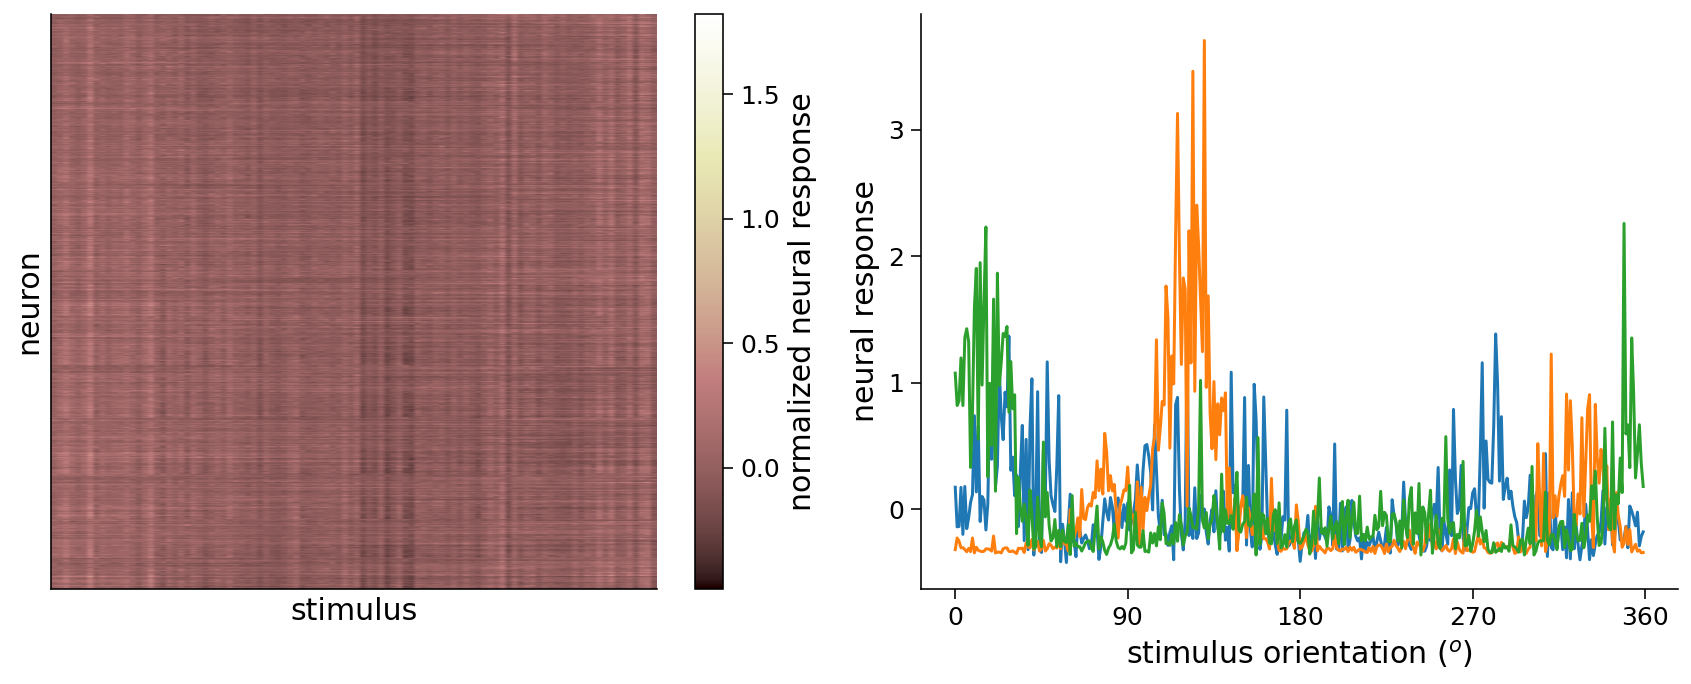 neuron
stimulus
1.5
1.0
0.5
0.0
normalized neural response
neural response
3
2
1
0
0
90
180
270
360
stimulus orientation (°)